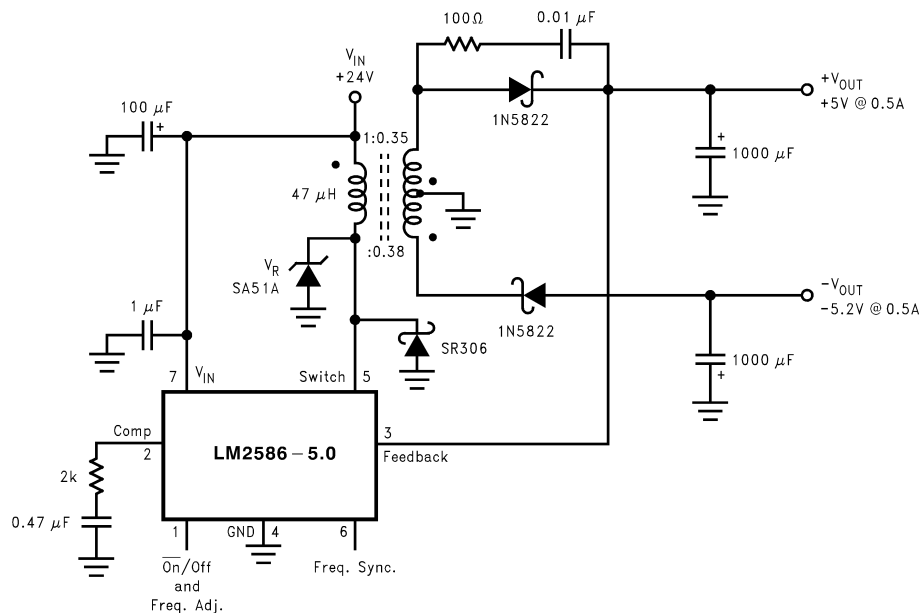 100Ω
0.01 µF
V_IN
+24V
1N5822
+V_OUT
+5V @ 0.5A
100 µF
+
1:0.35
+
1000 µF
47 µH
:0.38
V_R
SA51A
1N5822
−V_OUT
−5.2V @ 0.5A
1 µF
SR306
1000 µF
+
7
V_IN
Switch
5
Comp
2
LM2586−5.0
3
Feedback
2k
0.47 µF
1
GND
4
6
O̅n̅/Off
and
Freq. Adj.
Freq. Sync.